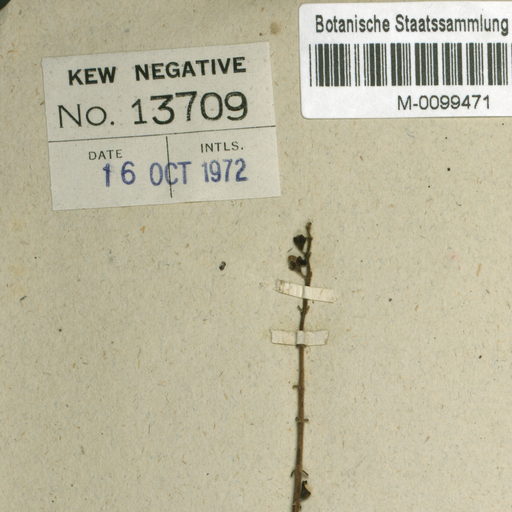 KEW NEGATIVE
No. 13709
DATE INTLS.
16 OCT 1972
Botanische Staatssammlung
M-0099471